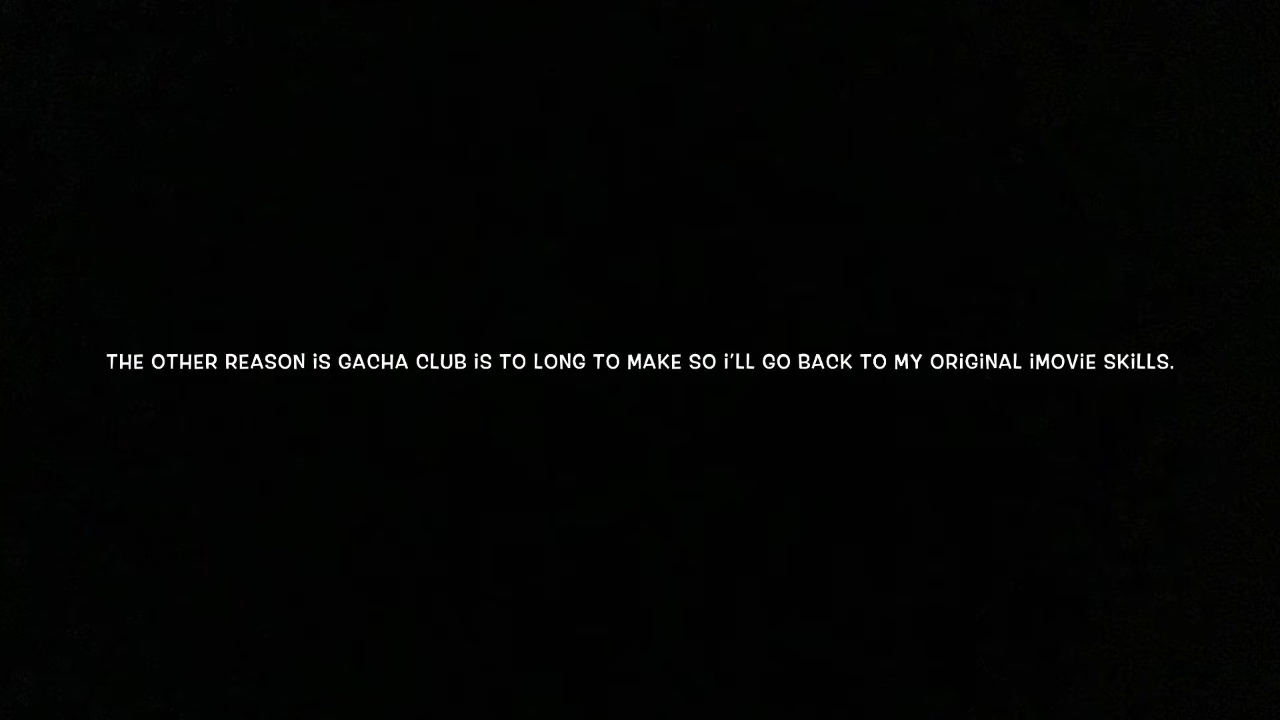 THE OTHER REASON iS GACHA CLUB iS TO LONG TO MAKE SO i'LL GO BACK TO MY ORiGiNAL iMOViE SKiLLS.